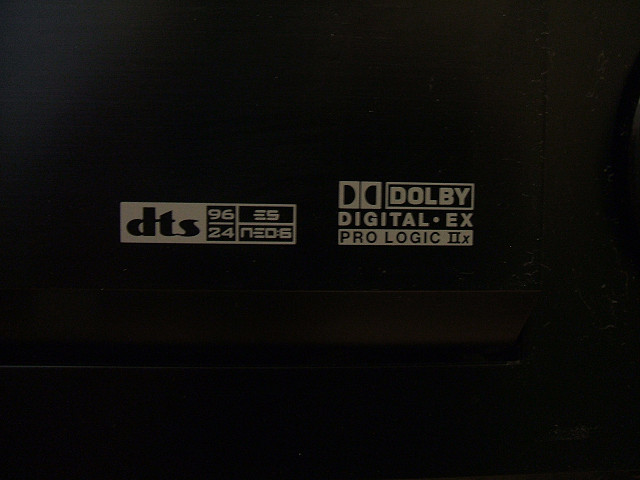 dts 96 ES
24 NEO:6
DOLBY
DIGITAL·EX
PRO LOGIC IIx